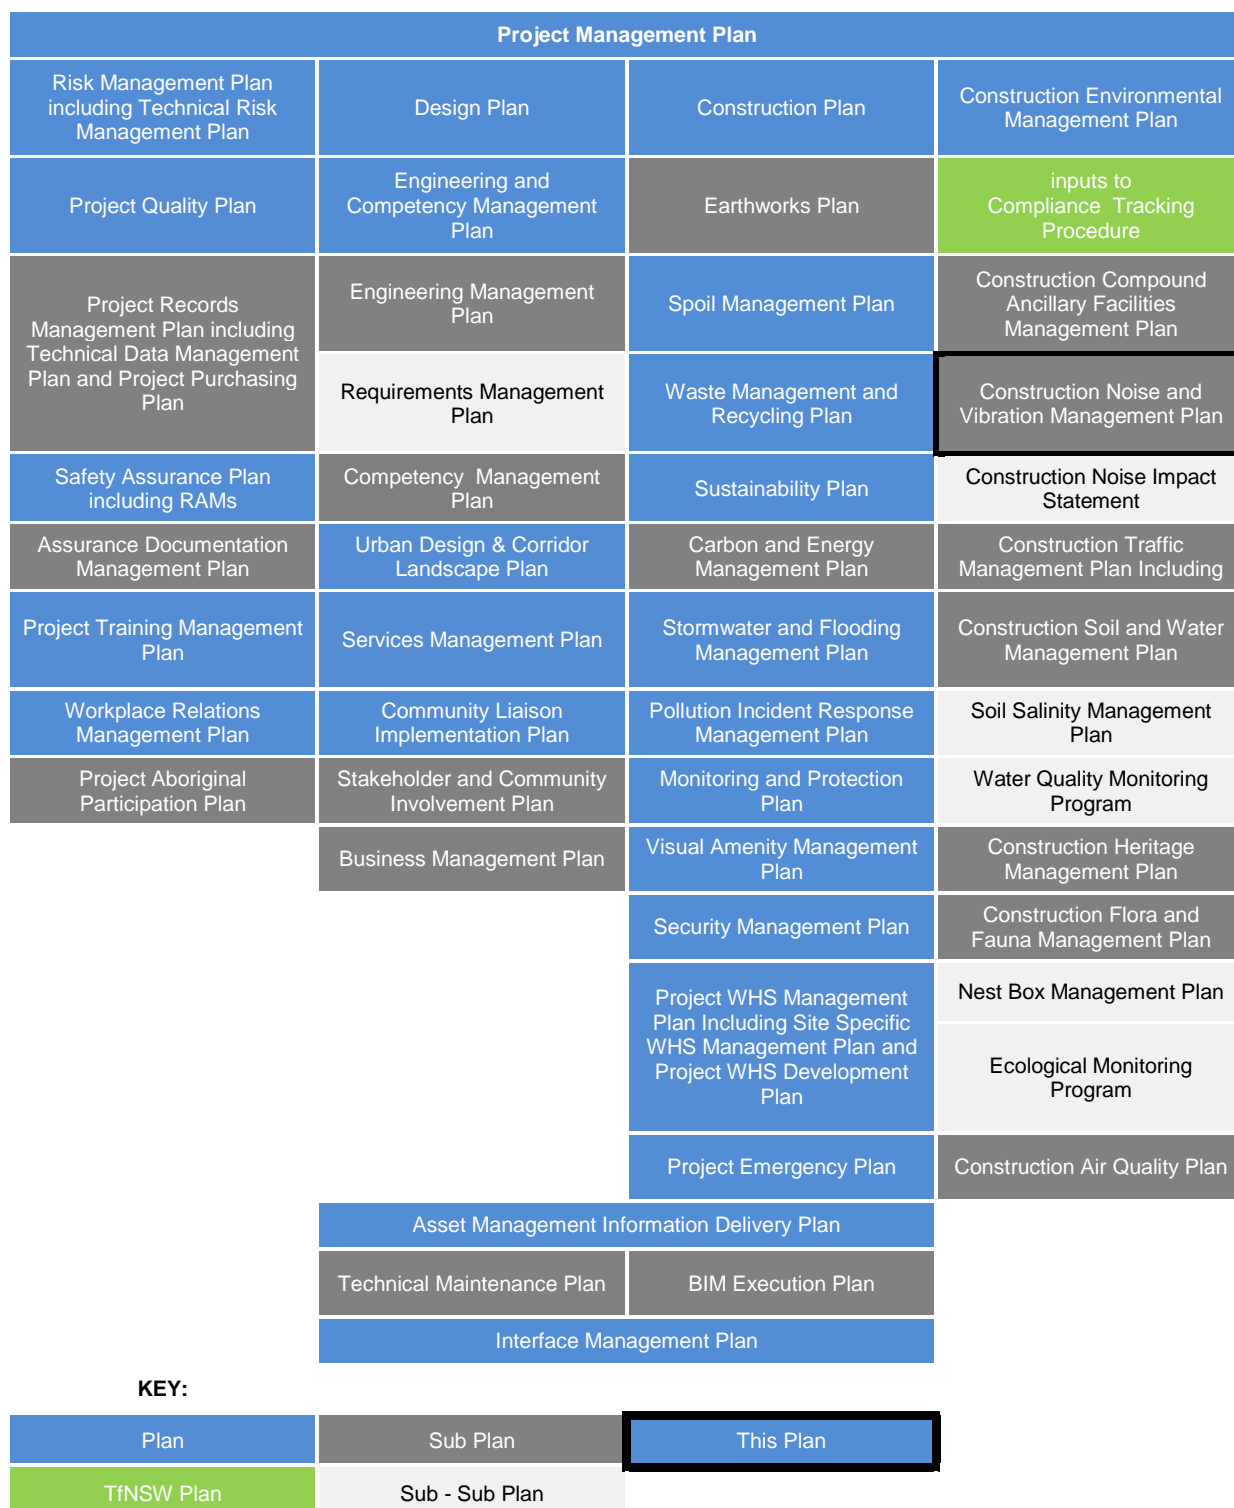 Project Management Plan
Risk Management Plan
including Technical Risk
Management Plan
Design Plan
Construction Plan
Construction Environmental
Management Plan
Project Quality Plan
Engineering and
Competency Management
Plan
Earthworks Plan
inputs to
Compliance Tracking
Procedure
Project Records
Management Plan including
Technical Data Management
Plan and Project Purchasing
Plan
Engineering Management
Plan
Spoil Management Plan
Construction Compound
Ancillary Facilities
Management Plan
Requirements Management
Plan
Waste Management and
Recycling Plan
Construction Noise and
Vibration Management Plan
Safety Assurance Plan
including RAMs
Competency Management
Plan
Sustainability Plan
Construction Noise Impact
Statement
Assurance Documentation
Management Plan
Urban Design & Corridor
Landscape Plan
Carbon and Energy
Management Plan
Construction Traffic
Management Plan Including
Project Training Management
Plan
Services Management Plan
Stormwater and Flooding
Management Plan
Construction Soil and Water
Management Plan
Workplace Relations
Management Plan
Community Liaison
Implementation Plan
Pollution Incident Response
Management Plan
Soil Salinity Management
Plan
Project Aboriginal
Participation Plan
Stakeholder and Community
Involvement Plan
Monitoring and Protection
Plan
Water Quality Monitoring
Program
Business Management Plan
Visual Amenity Management
Plan
Construction Heritage
Management Plan
Security Management Plan
Construction Flora and
Fauna Management Plan
Project WHS Management
Plan Including Site Specific
WHS Management Plan and
Project WHS Development
Plan
Nest Box Management Plan
Ecological Monitoring
Program
Project Emergency Plan
Construction Air Quality Plan
Asset Management Information Delivery Plan
Technical Maintenance Plan
BIM Execution Plan
Interface Management Plan
KEY:
Plan
Sub Plan
This Plan
TfNSW Plan
Sub - Sub Plan